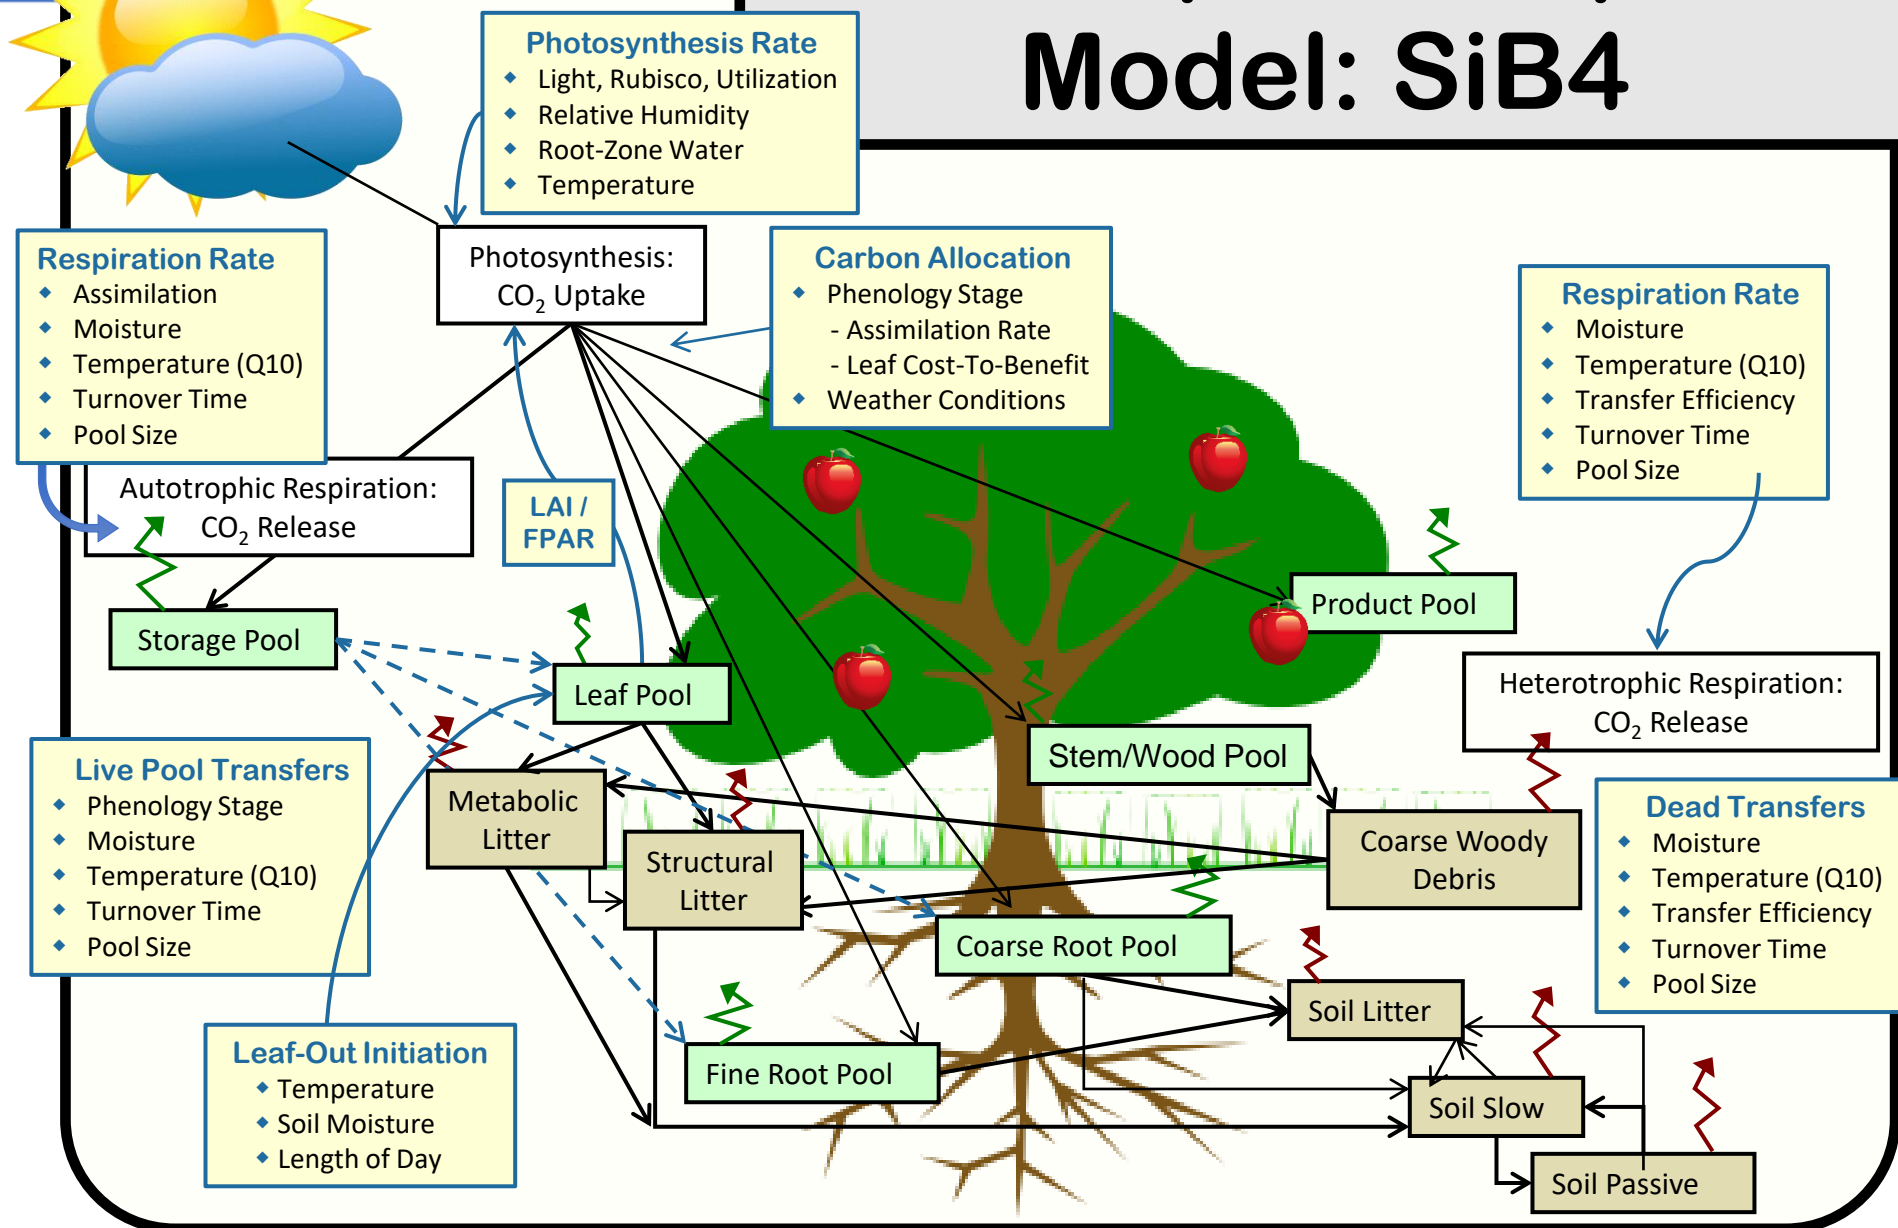 Model: SiB4
Photosynthesis Rate
Light, Rubisco, Utilization
Relative Humidity
Root-Zone Water
Temperature
Respiration Rate
Assimilation
Moisture
Temperature (Q10)
Turnover Time
Pool Size
Photosynthesis:
CO₂ Uptake
Carbon Allocation
Phenology Stage
- Assimilation Rate
- Leaf Cost-To-Benefit
Weather Conditions
Respiration Rate
Moisture
Temperature (Q10)
Transfer Efficiency
Turnover Time
Pool Size
Autotrophic Respiration:
CO₂ Release
LAI /
FPAR
Product Pool
Storage Pool
Leaf Pool
Heterotrophic Respiration:
CO₂ Release
Stem/Wood Pool
Live Pool Transfers
Phenology Stage
Moisture
Temperature (Q10)
Turnover Time
Pool Size
Metabolic
Litter
Structural
Litter
Coarse Woody
Debris
Dead Transfers
Moisture
Temperature (Q10)
Transfer Efficiency
Turnover Time
Pool Size
Coarse Root Pool
Soil Litter
Leaf-Out Initiation
Temperature
Soil Moisture
Length of Day
Fine Root Pool
Soil Slow
Soil Passive